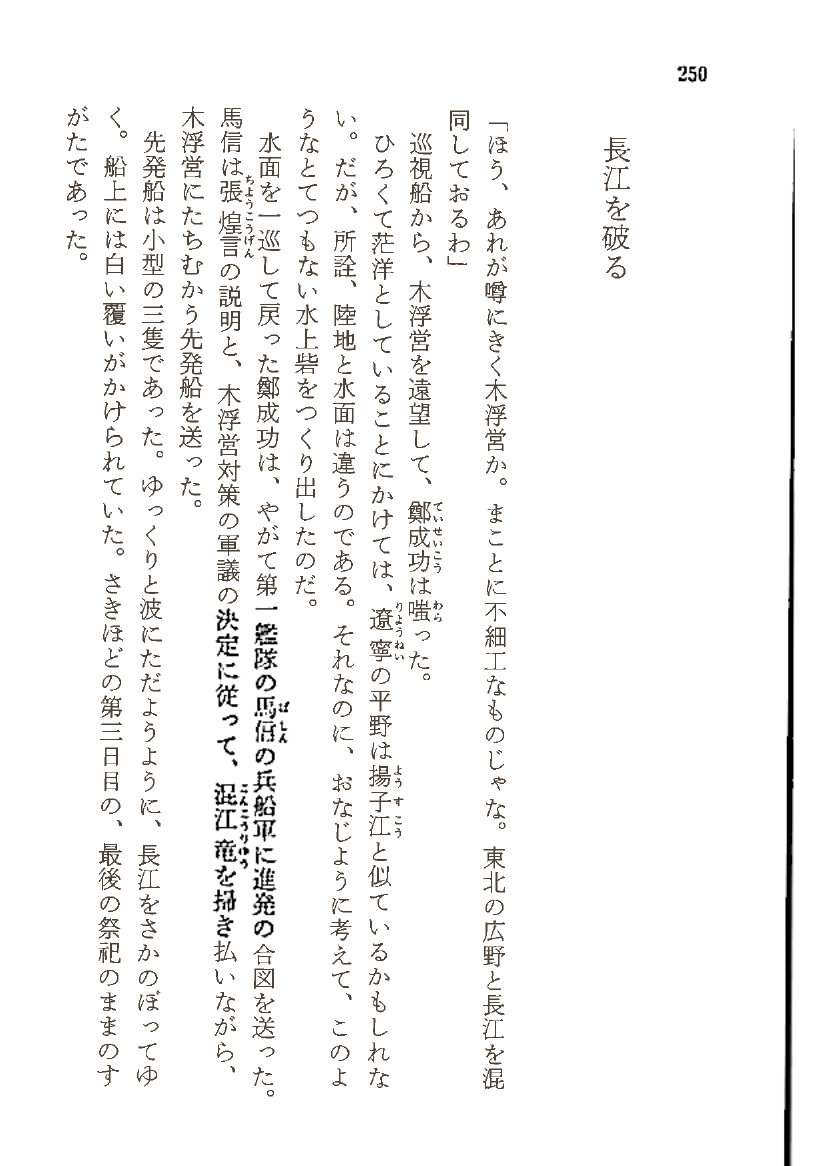 250
長江を破る
「ほう、あれが噂にきく木浮営か。まことに不細工なものじゃな。東北の広野と長江を混
同しておるわ」
巡視船から、木浮営を遠望して、鄭成功は嗤った。
ひろくて茫洋としていることにかけては、遼寧の平野は揚子江と似ているかもしれな
い。だが、所詮、陸地と水面は違うのである。それなのに、おなじように考えて、このよ
うなとてつもない水上砦をつくり出したのだ。
水面を一巡して戻った鄭成功は、やがて第一艦隊の馬信の兵船軍に進発の合図を送った。
馬信は張煌言の説明と、木浮営対策の軍議の決定に従って、混江竜を掃き払いながら、
木浮営にたちむかう先発船を送った。
先発船は小型の三隻であった。ゆっくりと波にただようように、長江をさかのぼってゆ
く。船上には白い覆いがかけられていた。さきほどの第三日目の、最後の祭祀のままのす
がたであった。